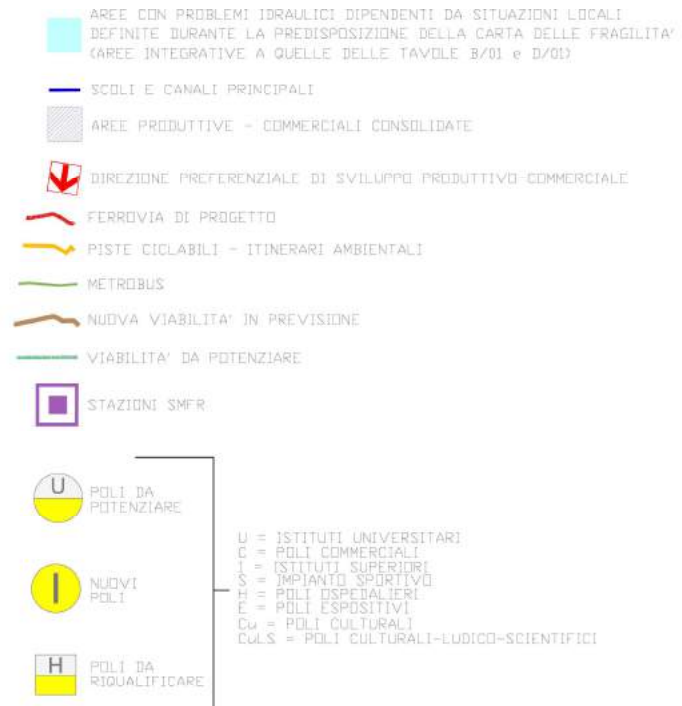 AREE CON PROBLEMI IDRAULICI DIPENDENTI DA SITUAZIONI LOCALI
DEFINITE DURANTE LA PREDISPOSIZIONE DELLA CARTA DELLE FRAGILITA'
(AREE INTEGRATIVE A QUELLE DELLE TAVOLE B/01 e D/01)
SCOLI E CANALI PRINCIPALI
AREE PRODUTTIVE - COMMERCIALI CONSOLIDATE
DIREZIONE PREFERENZIALE DI SVILUPPO PRODUTTIVO-COMMERCIALE
FERROVIA DI PROGETTO
PISTE CICLABILI - ITINERARI AMBIENTALI
METROBUS
NUOVA VIABILITA' IN PREVISIONE
VIABILITA' DA POTENZIARE
STAZIONI SMFR
U
POLI DA
POTENZIARE
I
NUOVI
POLI
H
POLI DA
RIQUALIFICARE
U = ISTITUTI UNIVERSITARI
C = POLI COMMERCIALI
I = ISTITUTI SUPERIORI
S = IMPIANTO SPORTIVO
H = POLI OSPEDALIERI
E = POLI ESPOSITIVI
Cu = POLI CULTURALI
CuLS = POLI CULTURALI-LUDICO-SCIENTIFICI